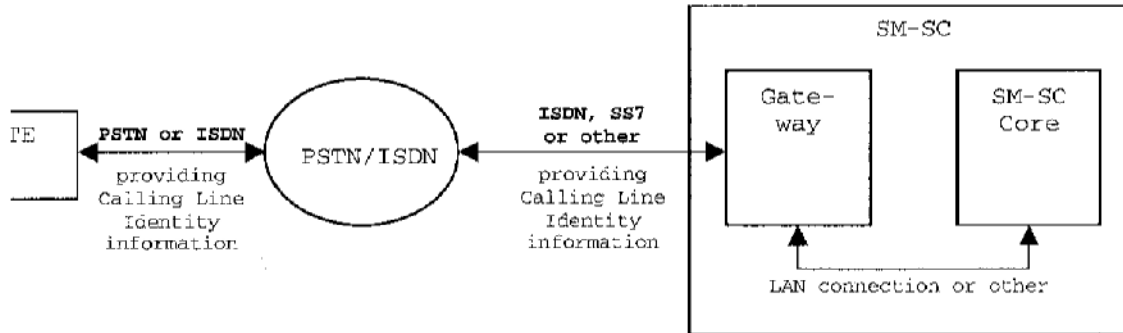 SM-SC
TE
PSTN or ISDN
providing
Calling Line
Identity
information
PSTN/ISDN
ISDN, SS7
or other
providing
Calling Line
Identity
information
Gate-
way
SM-SC
Core
LAN connection or other